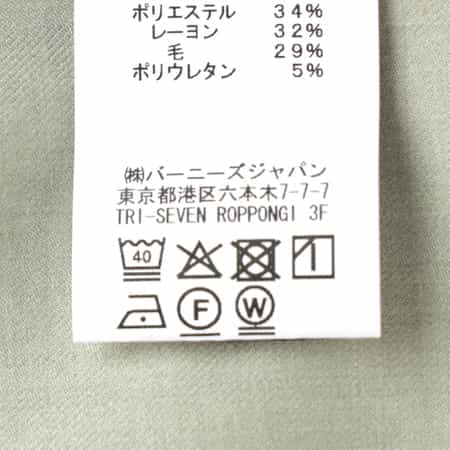 ポリエステル 34%
レーヨン 32%
毛 29%
ポリウレタン 5%
㈱バーニーズジャパン
東京都港区六本木7-7-7
TRI-SEVEN ROPPONGI 3F
40
F W